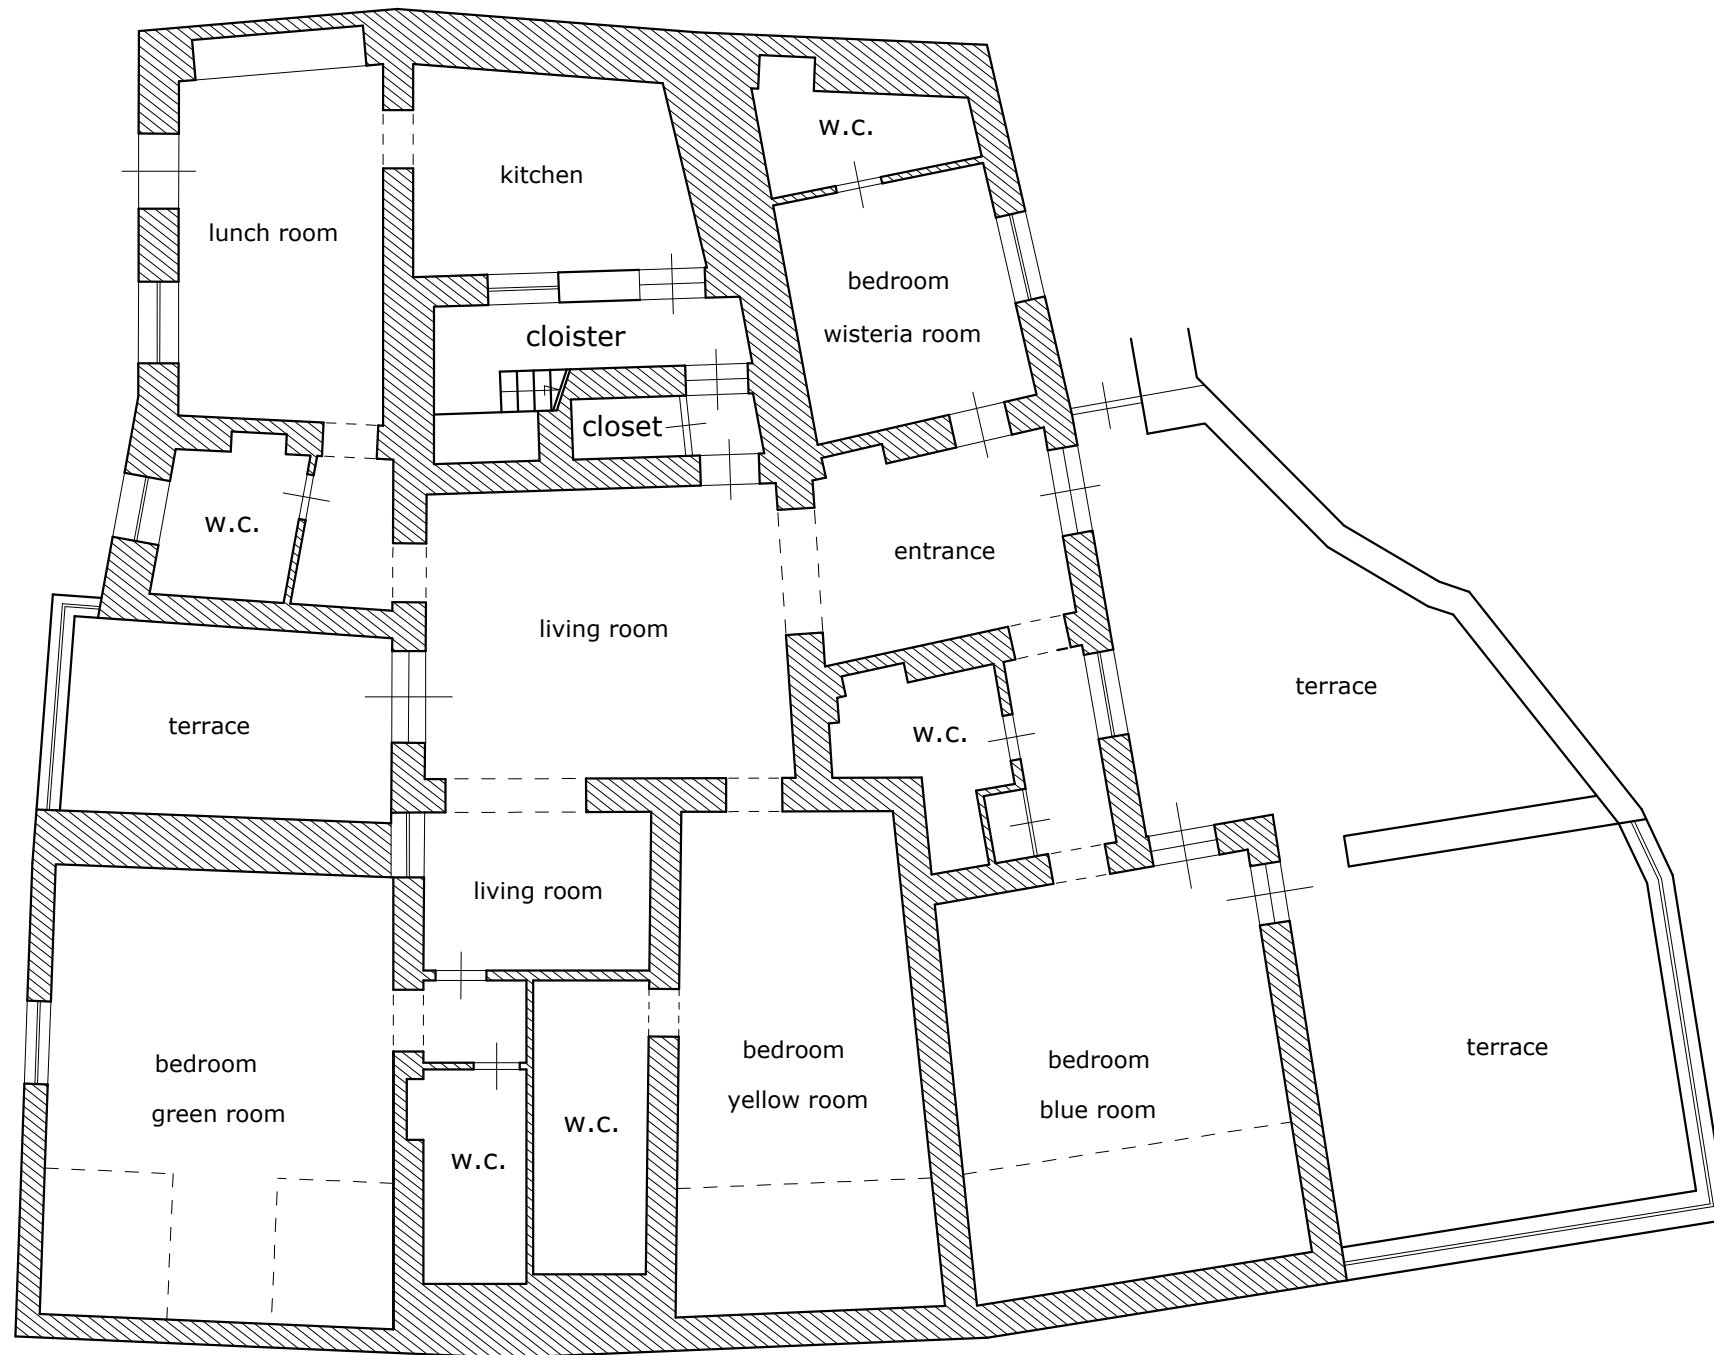 w.c.
kitchen
lunch room
bedroom
wisteria room
cloister
closet
w.c.
entrance
living room
terrace
terrace
w.c.
living room
bedroom
green room
w.c.
w.c.
bedroom
yellow room
bedroom
blue room
terrace